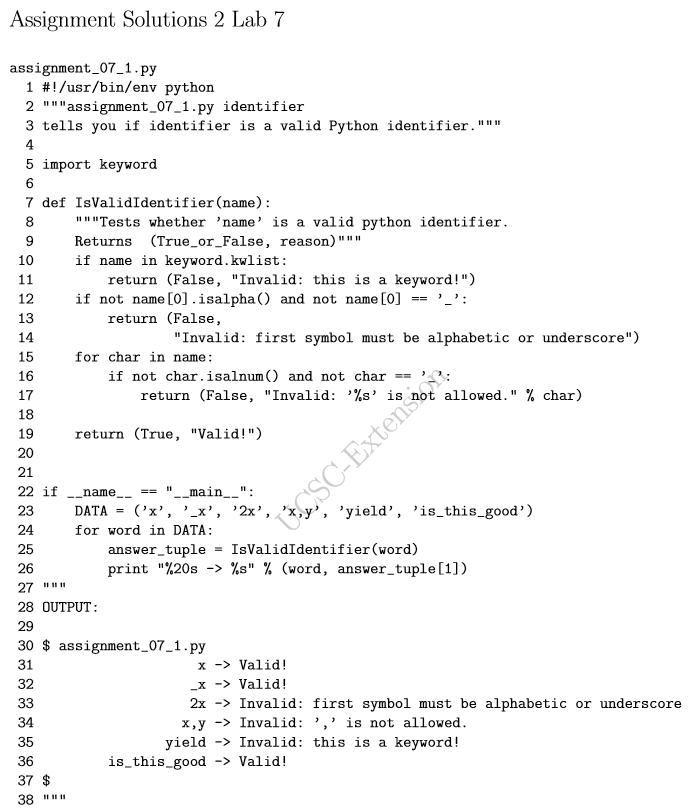 Assignment Solutions 2 Lab 7
assignment_07_1.py
1 #!/usr/bin/env python
2 """assignment_07_1.py identifier
3 tells you if identifier is a valid Python identifier."""
4
5 import keyword
6
7 def IsValidIdentifier(name):
8     """Tests whether ’name’ is a valid python identifier.
9     Returns  (True_or_False, reason)"""
10     if name in keyword.kwlist:
11         return (False, "Invalid: this is a keyword!")
12     if not name[0].isalpha() and not name[0] == ’_’:
13         return (False,
14                 "Invalid: first symbol must be alphabetic or underscore")
15     for char in name:
16         if not char.isalnum() and not char == ’_’:
17             return (False, "Invalid: ’%s’ is not allowed." % char)
18
19     return (True, "Valid!")
20
21
22 if __name__ == "__main__":
23     DATA = (’x’, ’_x’, ’2x’, ’x,y’, ’yield’, ’is_this_good’)
24     for word in DATA:
25         answer_tuple = IsValidIdentifier(word)
26         print "%20s -> %s" % (word, answer_tuple[1])
27 """
28 OUTPUT:
29
30 $ assignment_07_1.py
31                    x -> Valid!
32                   _x -> Valid!
33                   2x -> Invalid: first symbol must be alphabetic or underscore
34                  x,y -> Invalid: ’,’ is not allowed.
35                yield -> Invalid: this is a keyword!
36         is_this_good -> Valid!
37 $
38 """
UCSC-Extension